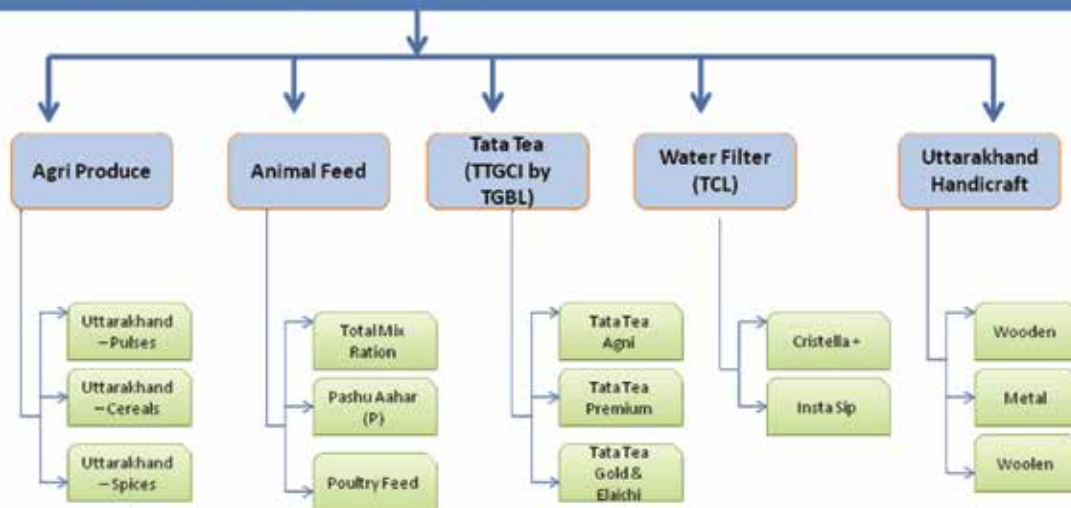 Agri Produce
Animal Feed
Tata Tea
(TTGCI by
TGBL)
Water Filter
(TCL)
Uttarakhand
Handicraft
Uttarakhand
– Pulses
Uttarakhand
– Cereals
Uttarakhand
– Spices
Total Mix
Ration
Pashu Aahar
(P)
Poultry Feed
Tata Tea
Agni
Tata Tea
Premium
Tata Tea
Gold &
Elaichi
Cristella +
Insta Sip
Wooden
Metal
Woolen